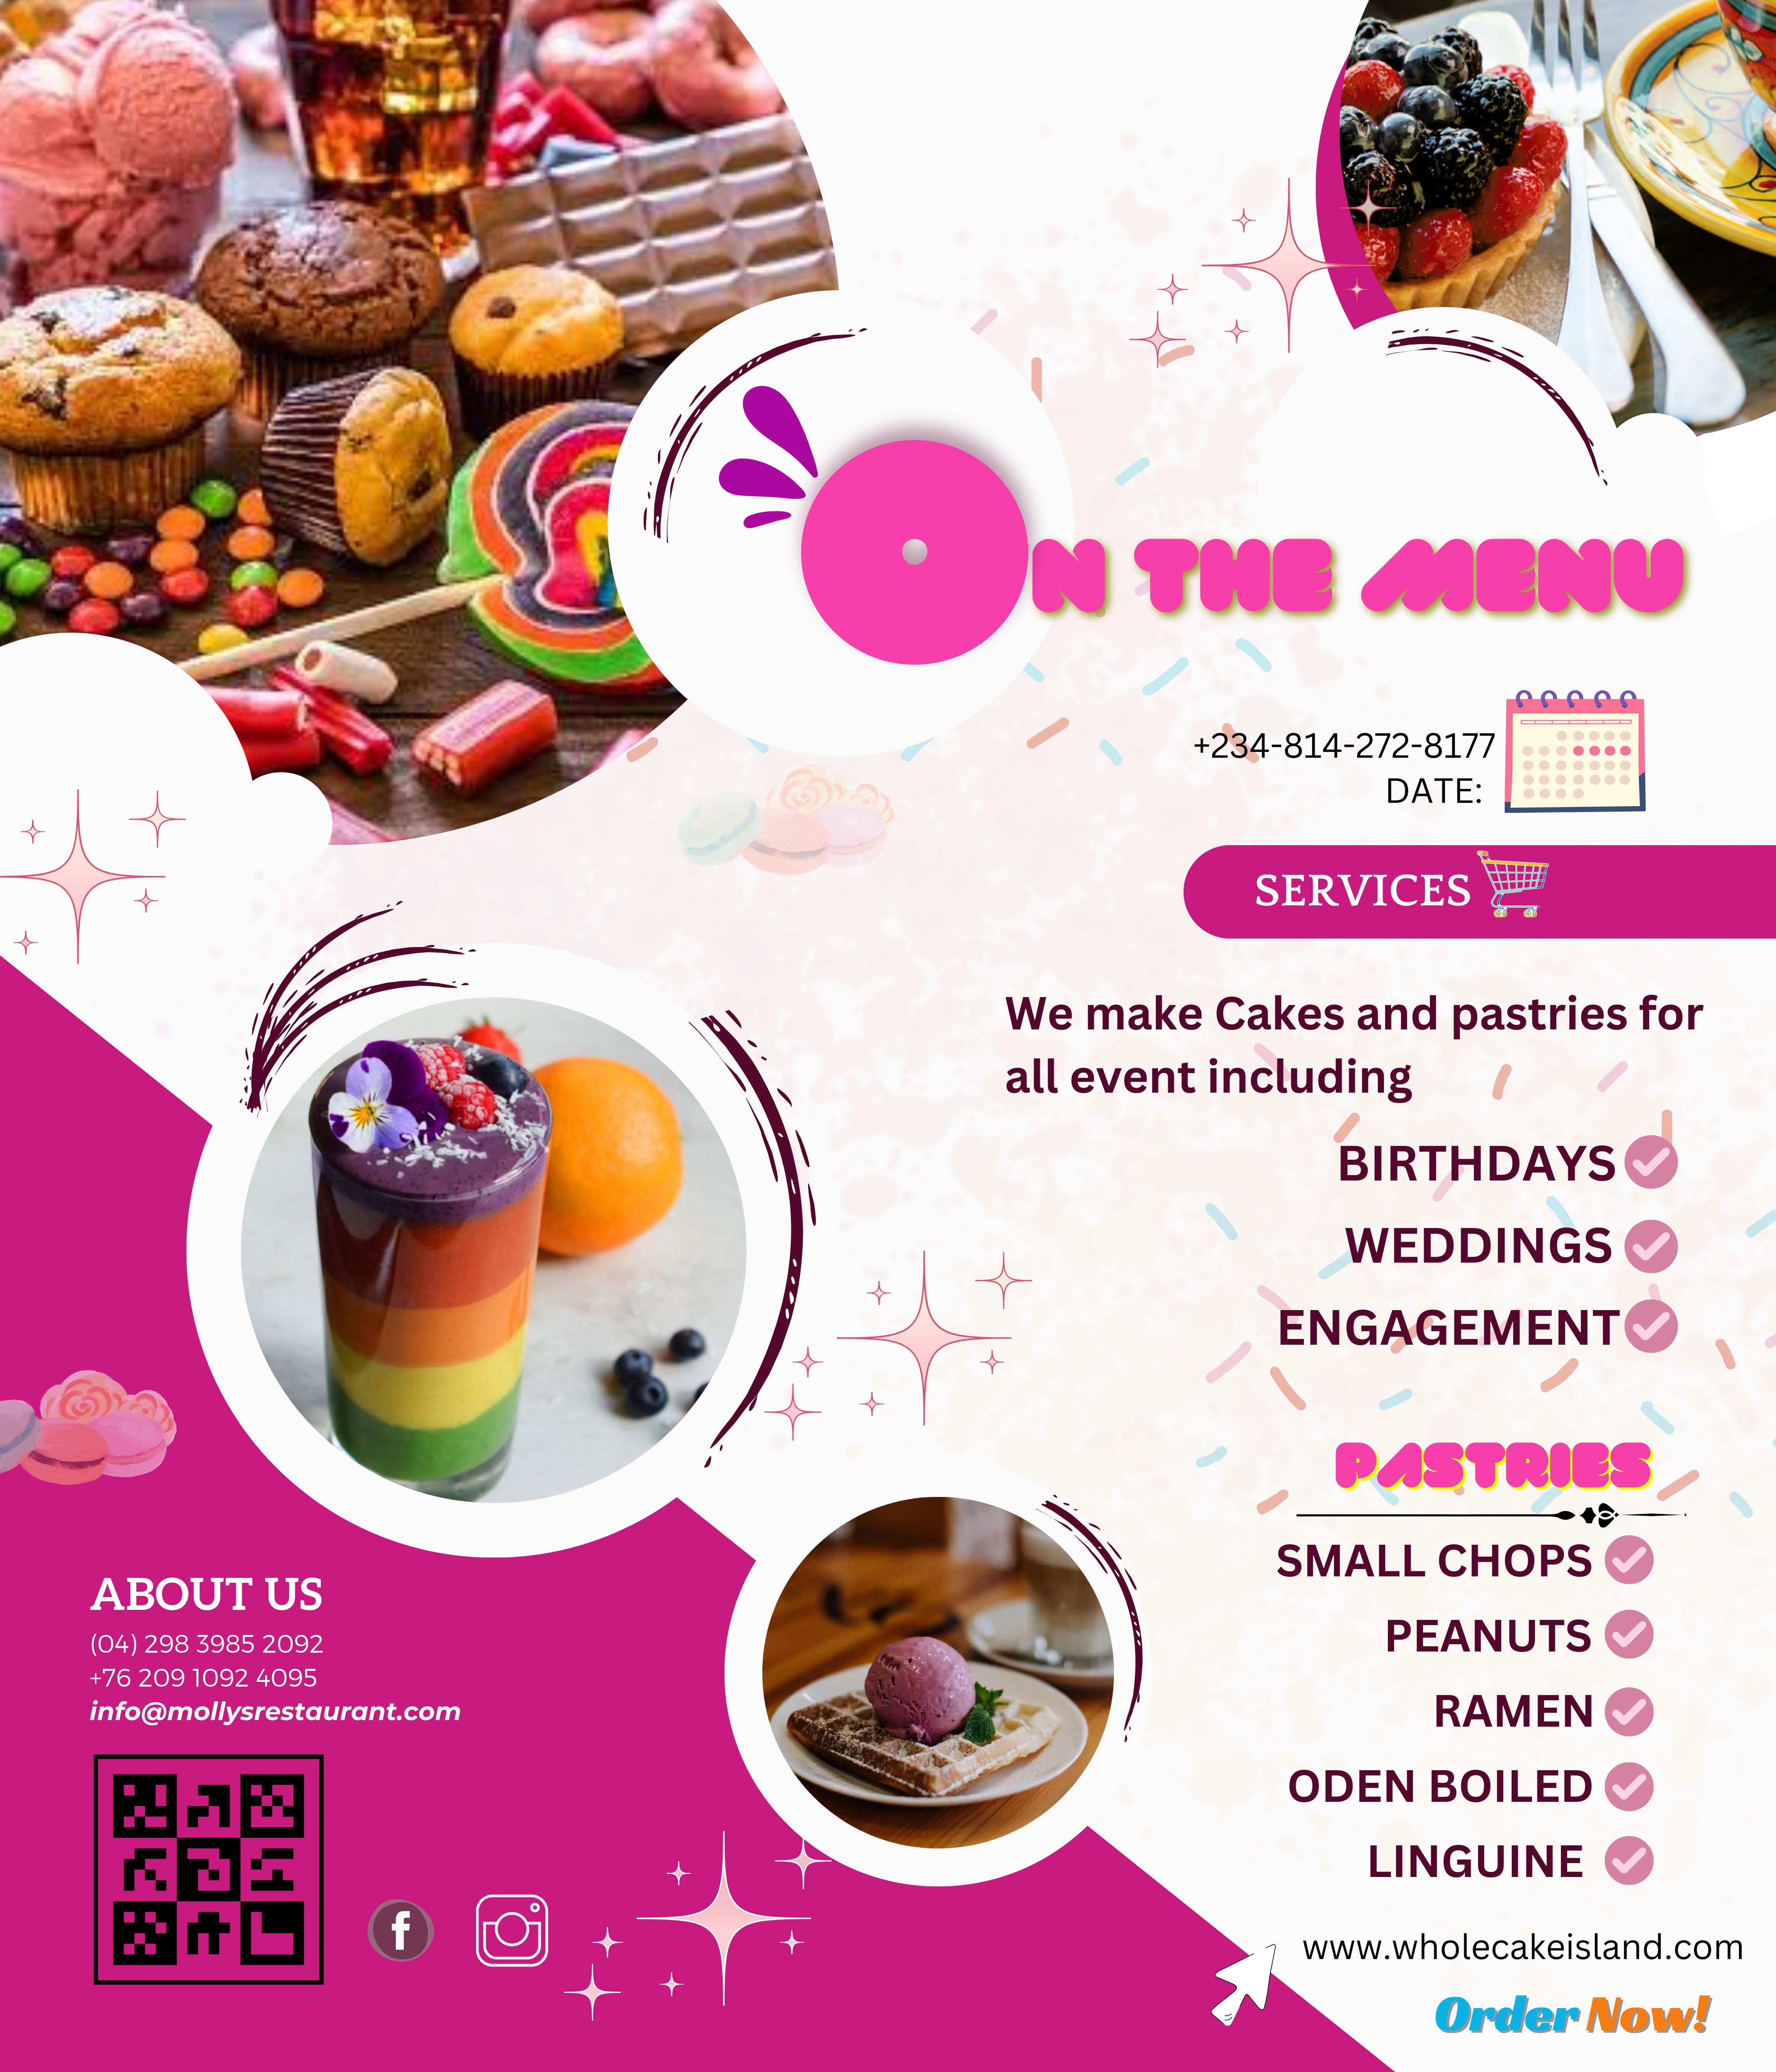 ON THE MENU
+234-814-272-8177
DATE:
SERVICES
We make Cakes and pastries for
all event including
BIRTHDAYS
WEDDINGS
ENGAGEMENT
PASTRIES
SMALL CHOPS
PEANUTS
RAMEN
ODEN BOILED
LINGUINE
www.wholecakeisland.com
Order Now!
ABOUT US
(04) 298 3985 2092
+76 209 1092 4095
info@mollysrestaurant.com